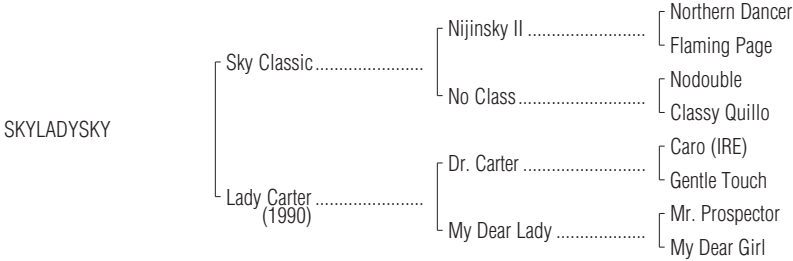 Northern Dancer
Nijinsky II ........................
Flaming Page
Sky Classic.......................
Nodouble
No Class...........................
Classy Quillo
SKYLADYSKY
Caro (IRE)
Dr. Carter ..........................
Gentle Touch
Lady Carter .......................
(1990)
Mr. Prospector
My Dear Lady ...................
My Dear Girl